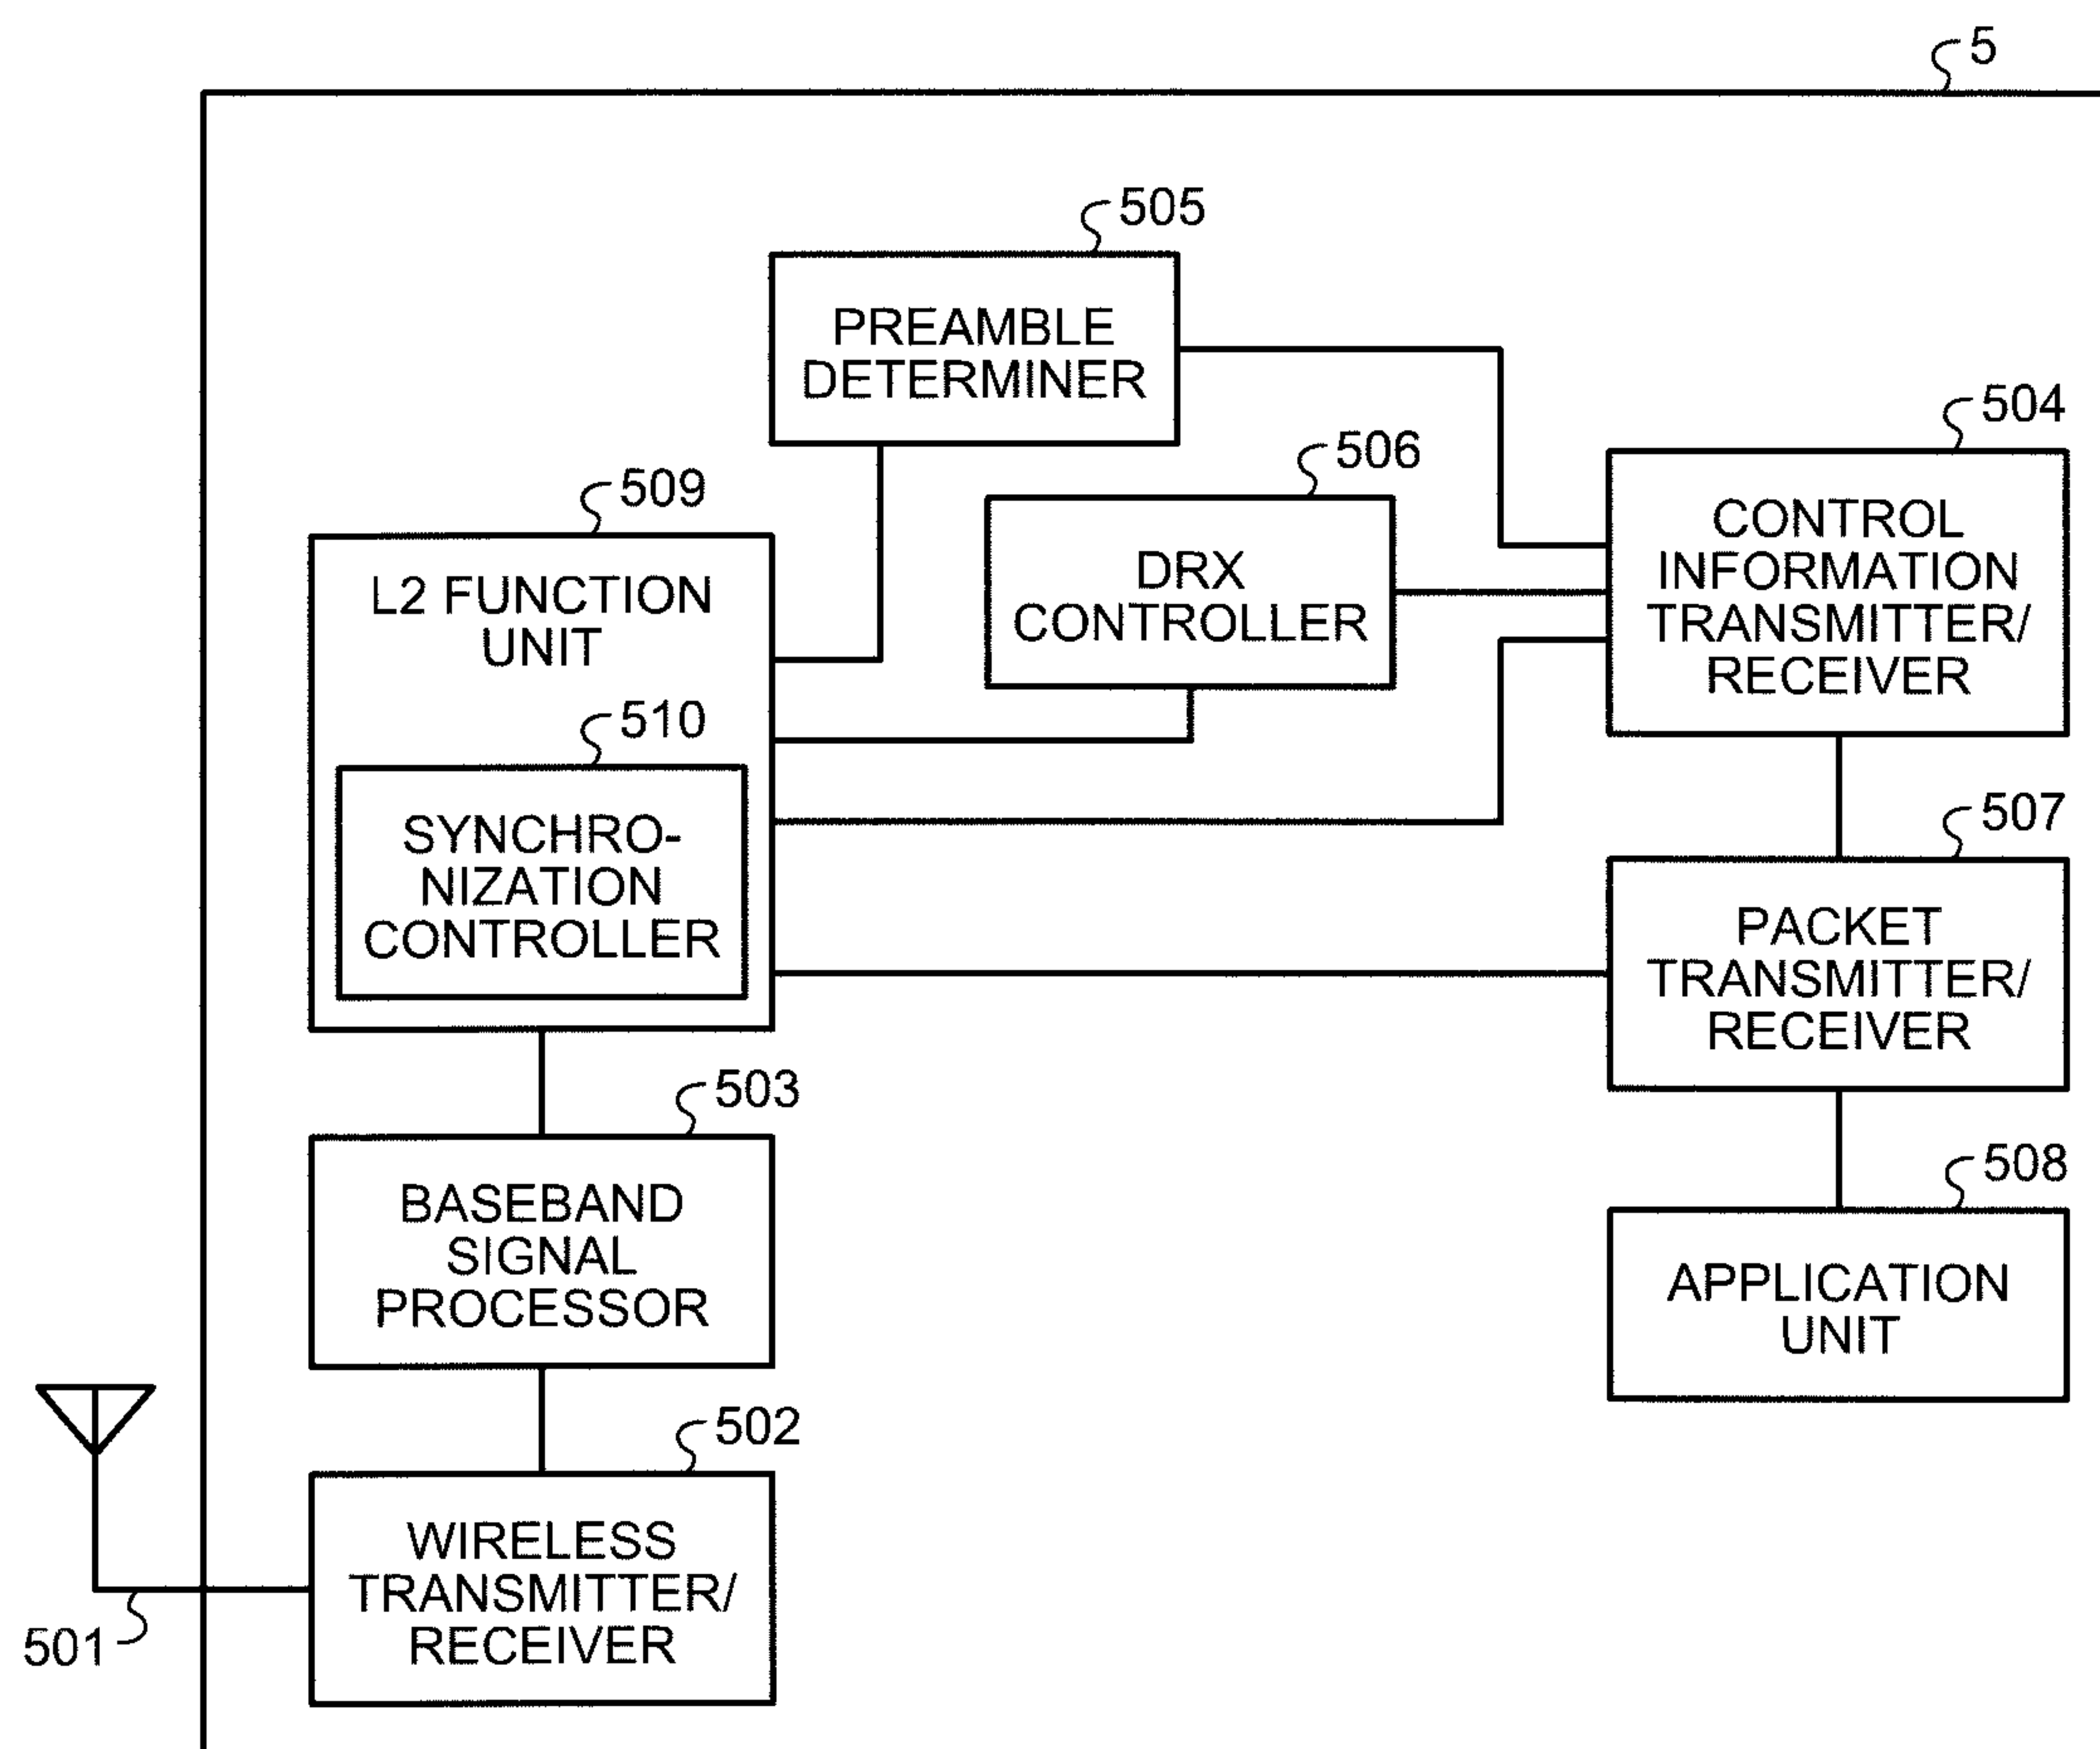 5
505
PREAMBLE
DETERMINER
504
CONTROL
INFORMATION
TRANSMITTER/
RECEIVER
506
DRX
CONTROLLER
509
L2 FUNCTION
UNIT
510
SYNCHRO-
NIZATION
CONTROLLER
507
PACKET
TRANSMITTER/
RECEIVER
503
BASEBAND
SIGNAL
PROCESSOR
508
APPLICATION
UNIT
502
WIRELESS
TRANSMITTER/
RECEIVER
501